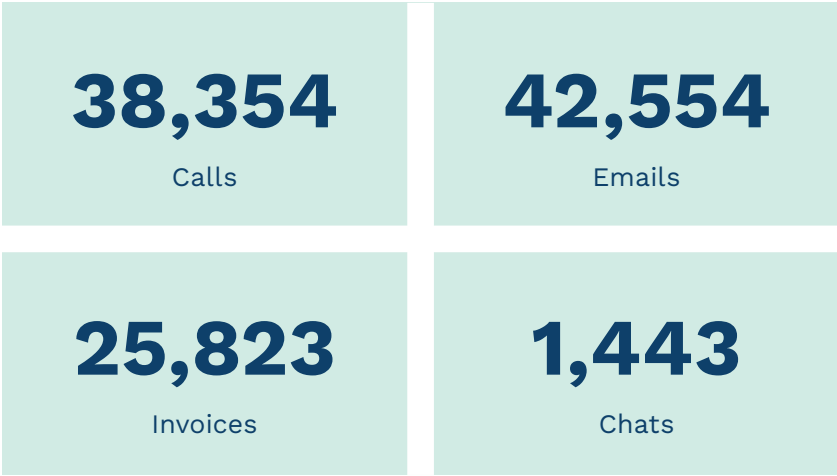 38,354
Calls
42,554
Emails
25,823
Invoices
1,443
Chats